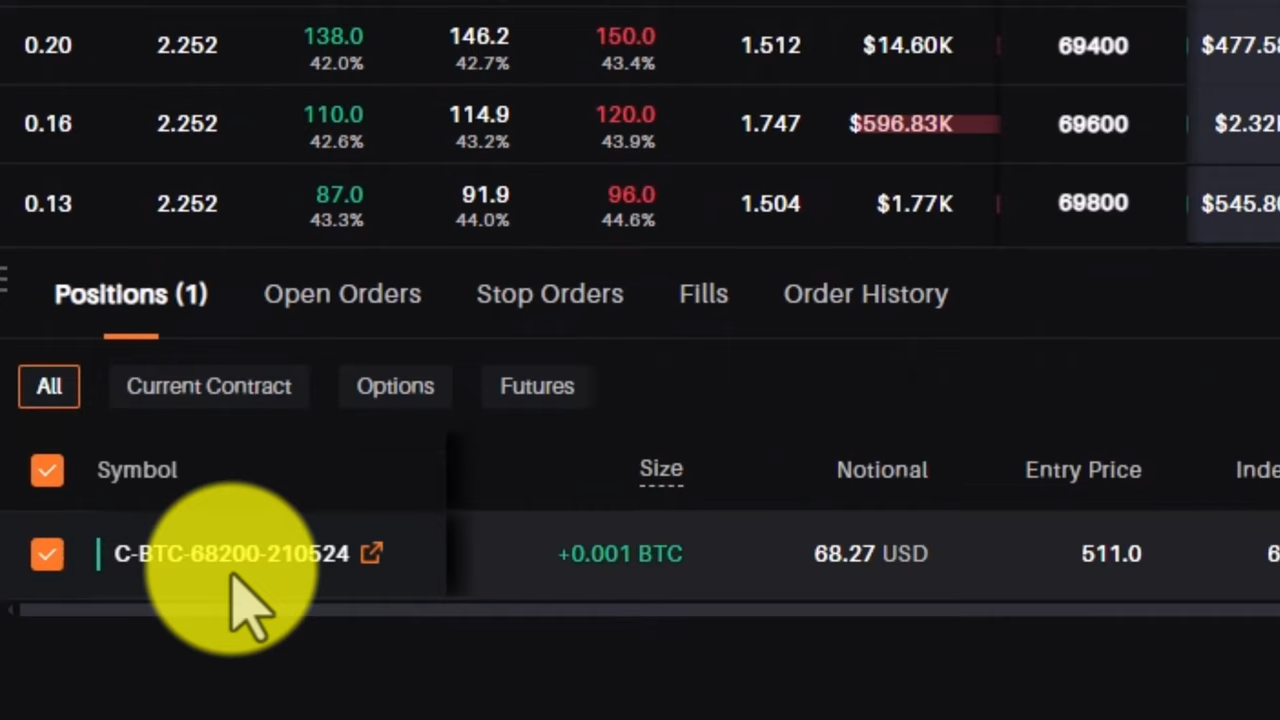 0.20 2.252 138.0 146.2 150.0 1.512 $14.60K 69400
42.0% 42.7% 43.4%
0.16 2.252 110.0 114.9 120.0 1.747 $596.83K 69600
42.6% 43.2% 43.9%
0.13 2.252 87.0 91.9 96.0 1.504 $1.77K 69800
43.3% 44.0% 44.6%
Positions (1) Open Orders Stop Orders Fills Order History
All Current Contract Options Futures
Symbol Size Notional Entry Price
C-BTC-68200-210524 +0.001 BTC 68.27 USD 511.0